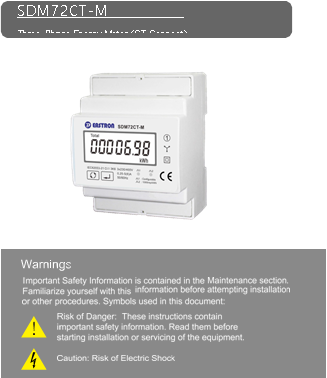 SDM72CT-M
Three-Phase Energy Meter (CT Connect)
EASTRON
SDM72CT-M
Total
00006.98
kWh
CE
Warnings
Important Safety Information is contained in the Maintenance section.
Familiarize yourself with this information before attempting installation
or other procedures. Symbols used in this document:
Risk of Danger: These instructions contain
important safety information. Read them before
starting installation or servicing of the equipment.
Caution: Risk of Electric Shock